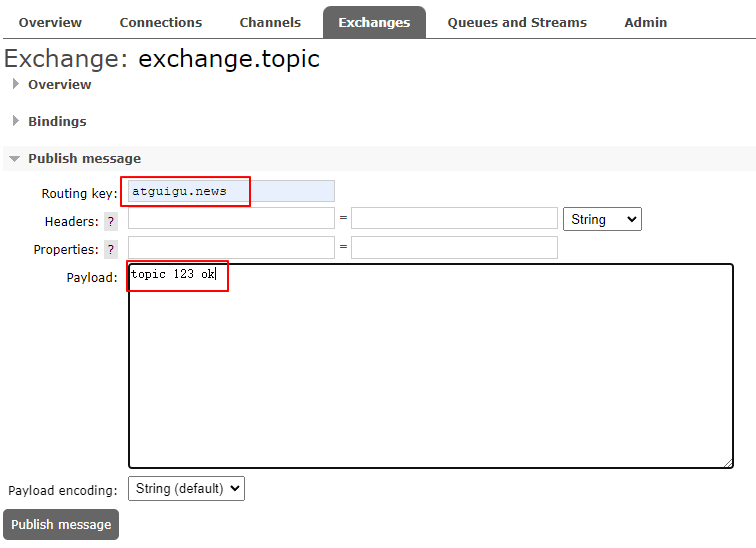 Overview Connections Channels Exchanges Queues and Streams Admin
Exchange: exchange.topic
Overview
Bindings
Publish message
Routing key: atguigu.news
Headers: ? = String
Properties: ? =
Payload: topic 123 ok
Payload encoding: String (default)
Publish message